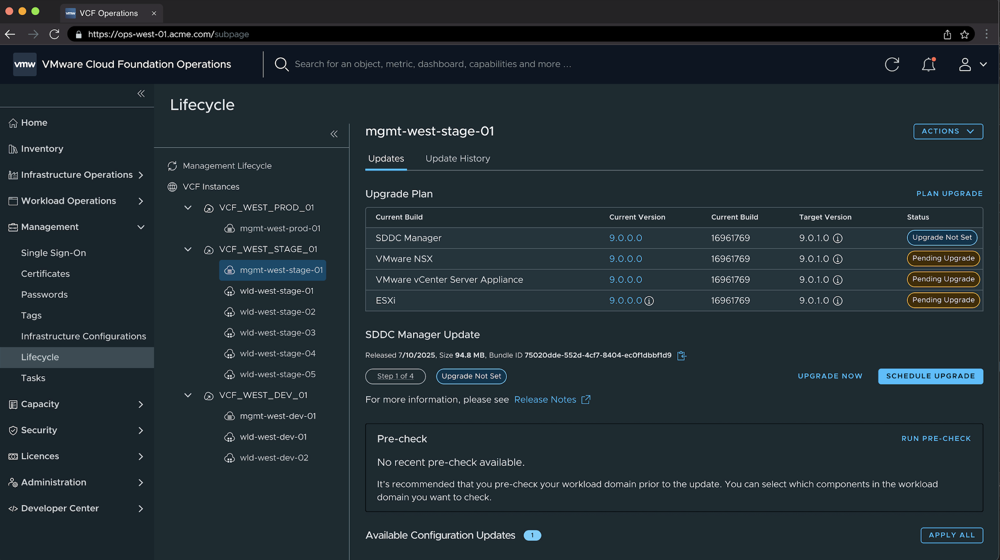 vmw VCF Operations
https://ops-west-01.acme.com/subpage
vmw VMware Cloud Foundation Operations
Search for an object, metric, dashboard, capabilities and more ...
Home
Inventory
Infrastructure Operations
Workload Operations
Management
Single Sign-On
Certificates
Passwords
Tags
Infrastructure Configurations
Lifecycle
Tasks
Capacity
Security
Licences
Administration
Developer Center
Lifecycle
Management Lifecycle
VCF Instances
VCF_WEST_PROD_01
mgmt-west-prod-01
VCF_WEST_STAGE_01
mgmt-west-stage-01
wld-west-stage-01
wld-west-stage-02
wld-west-stage-03
wld-west-stage-04
wld-west-stage-05
VCF_WEST_DEV_01
mgmt-west-dev-01
wld-west-dev-01
wld-west-dev-02
mgmt-west-stage-01
ACTIONS
Updates Update History
Upgrade Plan
PLAN UPGRADE
Current Build Current Version Current Build Target Version Status
SDDC Manager 9.0.0.0 16961769 9.0.1.0 Upgrade Not Set
VMware NSX 9.0.0.0 16961769 9.0.1.0 Pending Upgrade
VMware vCenter Server Appliance 9.0.0.0 16961769 9.0.1.0 Pending Upgrade
ESXi 9.0.0.0 16961769 9.0.1.0 Pending Upgrade
SDDC Manager Update
Released 7/10/2025, Size 94.8 MB, Bundle ID 75020dde-552d-4cf7-8404-ec0f1dbbf1d9
Step 1 of 4 Upgrade Not Set UPGRADE NOW SCHEDULE UPGRADE
For more information, please see Release Notes
Pre-check
RUN PRE-CHECK
No recent pre-check available.
It's recommended that you pre-check your workload domain prior to the update. You can select which components in the workload
domain you want to check.
Available Configuration Updates 1
APPLY ALL